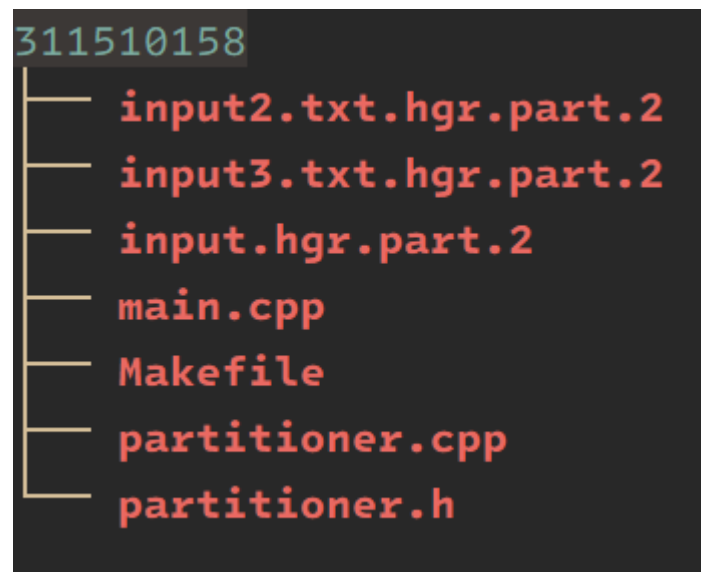 311510158
input2.txt.hgr.part.2
input3.txt.hgr.part.2
input.hgr.part.2
main.cpp
Makefile
partitioner.cpp
partitioner.h